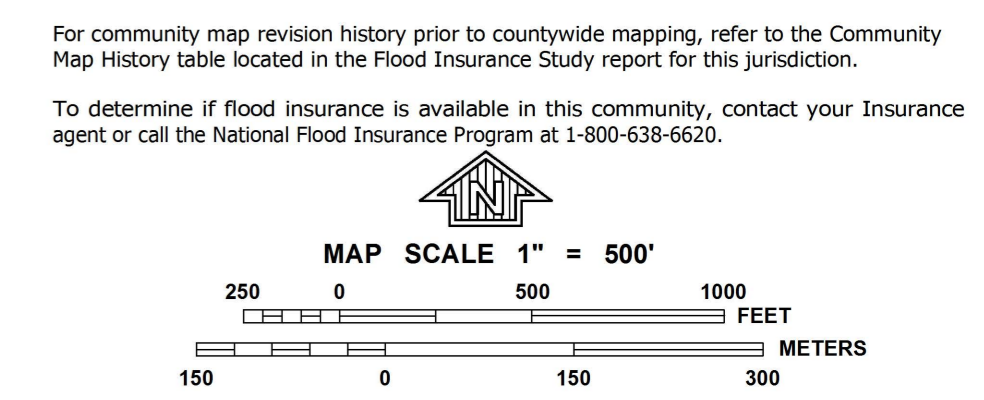 For community map revision history prior to countywide mapping, refer to the Community
Map History table located in the Flood Insurance Study report for this jurisdiction.
To determine if flood insurance is available in this community, contact your Insurance
agent or call the National Flood Insurance Program at 1-800-638-6620.
N
MAP SCALE 1" = 500'
250 0 500 1000
FEET
METERS
150 0 150 300